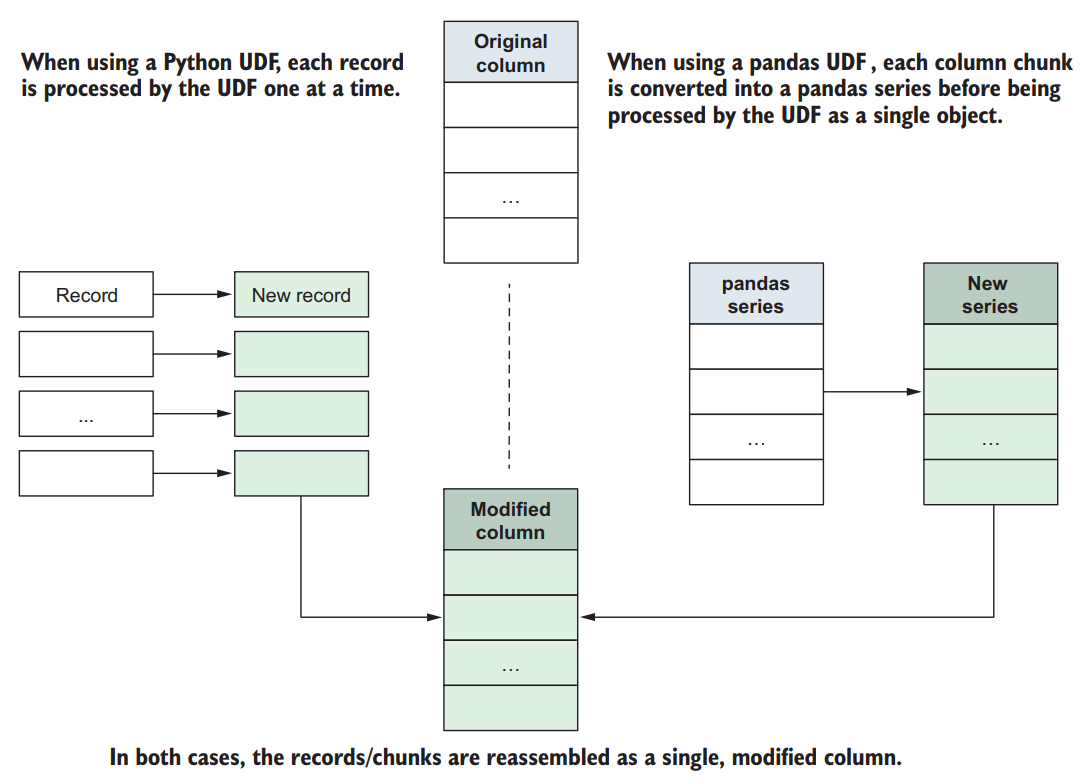 When using a Python UDF, each record
is processed by the UDF one at a time.
Original
column
...
When using a pandas UDF, each column chunk
is converted into a pandas series before being
processed by the UDF as a single object.
Record
New record
...
pandas
series
...
New
series
...
Modified
column
...
In both cases, the records/chunks are reassembled as a single, modified column.